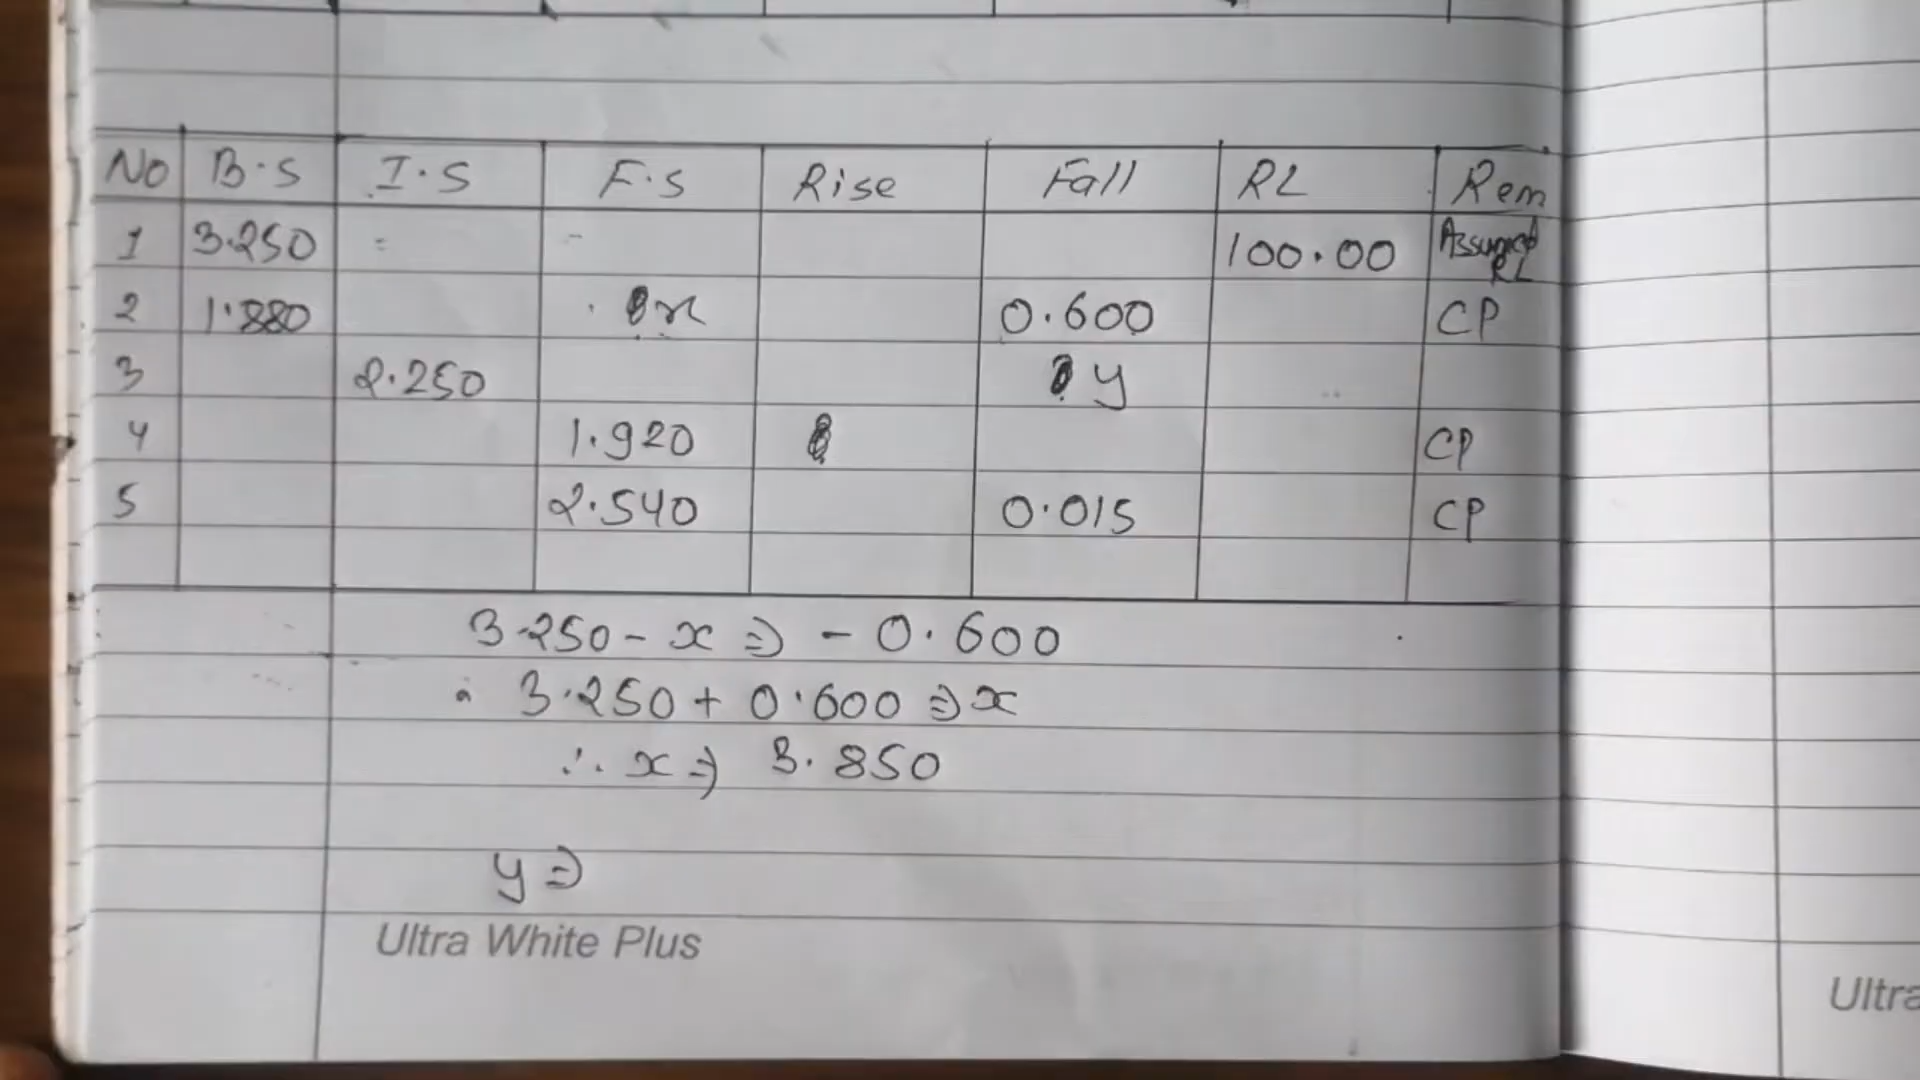 No B.S I.S F.S Rise Fall RL Rem
1 3.250 = - 100.00 Assumed RL
2 1.880 x 0.600 CP
3 2.250 y
4 1.920 CP
5 2.540 0.015 CP
3.250 - x ⇒ - 0.600
3.250 + 0.600 ⇒ x
∴ x ⇒ 3.850
y ⇒
Ultra White Plus
Ultra